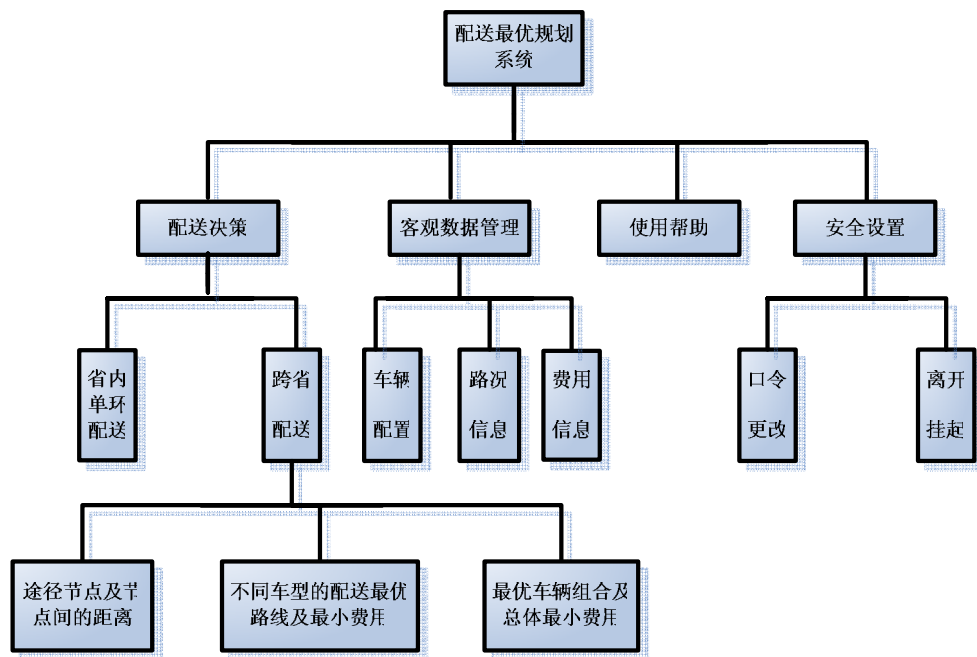 配送最优规划
系统
配送决策
客观数据管理
使用帮助
安全设置
省内
单环
配送
跨省
配送
车辆
配置
路况
信息
费用
信息
口令
更改
离开
挂起
途径节点及节
点间的距离
不同车型的配送最优
路线及最小费用
最优车辆组合及
总体最小费用